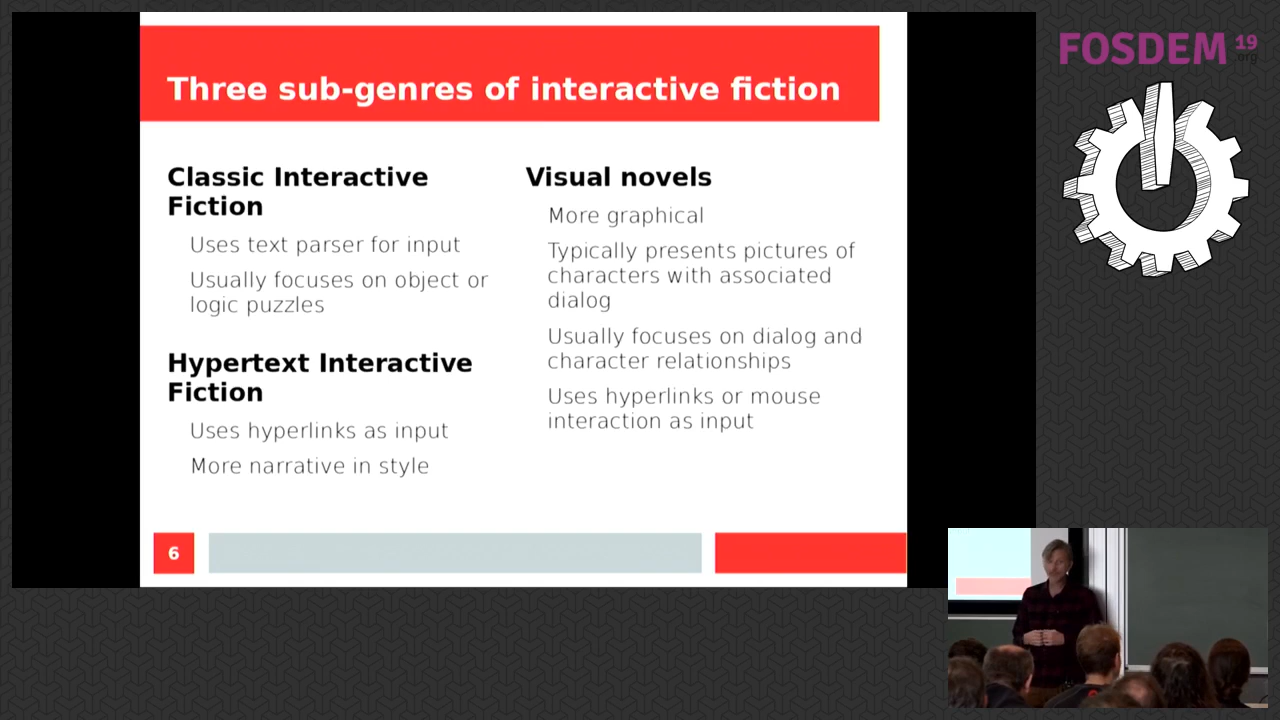 Three sub-genres of interactive fiction
Classic Interactive
Fiction
Uses text parser for input
Usually focuses on object or
logic puzzles
Hypertext Interactive
Fiction
Uses hyperlinks as input
More narrative in style
Visual novels
More graphical
Typically presents pictures of
characters with associated
dialog
Usually focuses on dialog and
character relationships
Uses hyperlinks or mouse
interaction as input
6
FOSDEM 19
.org